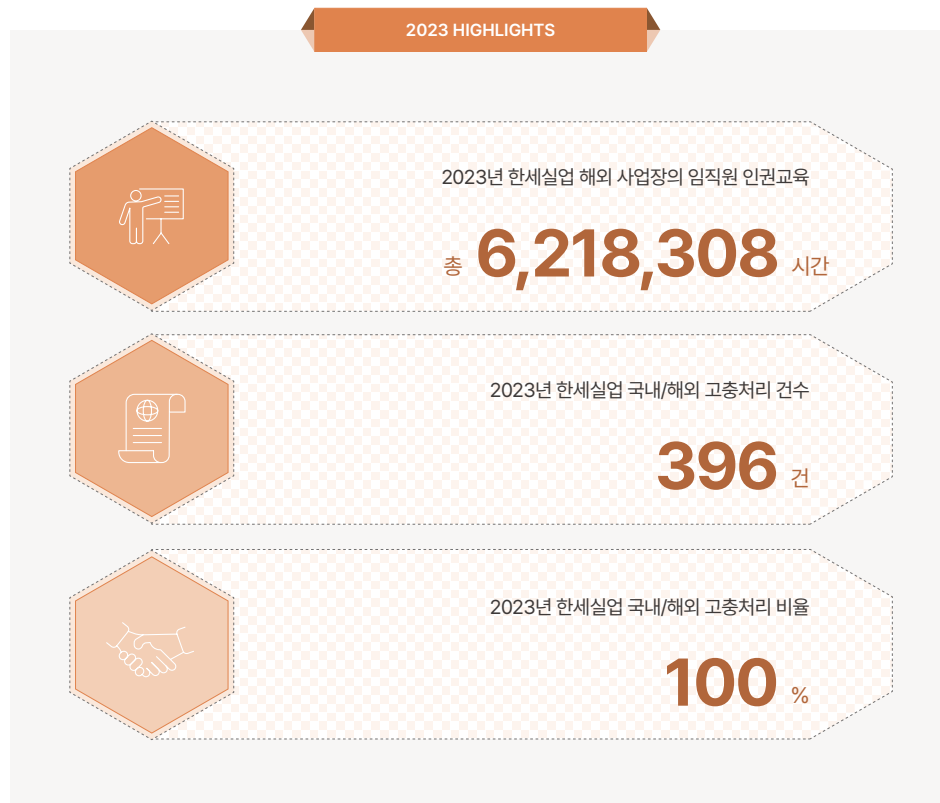 2023 HIGHLIGHTS
2023년 한세실업 해외 사업장의 임직원 인권교육
총 6,218,308 시간
2023년 한세실업 국내/해외 고충처리 건수
396 건
2023년 한세실업 국내/해외 고충처리 비율
100 %